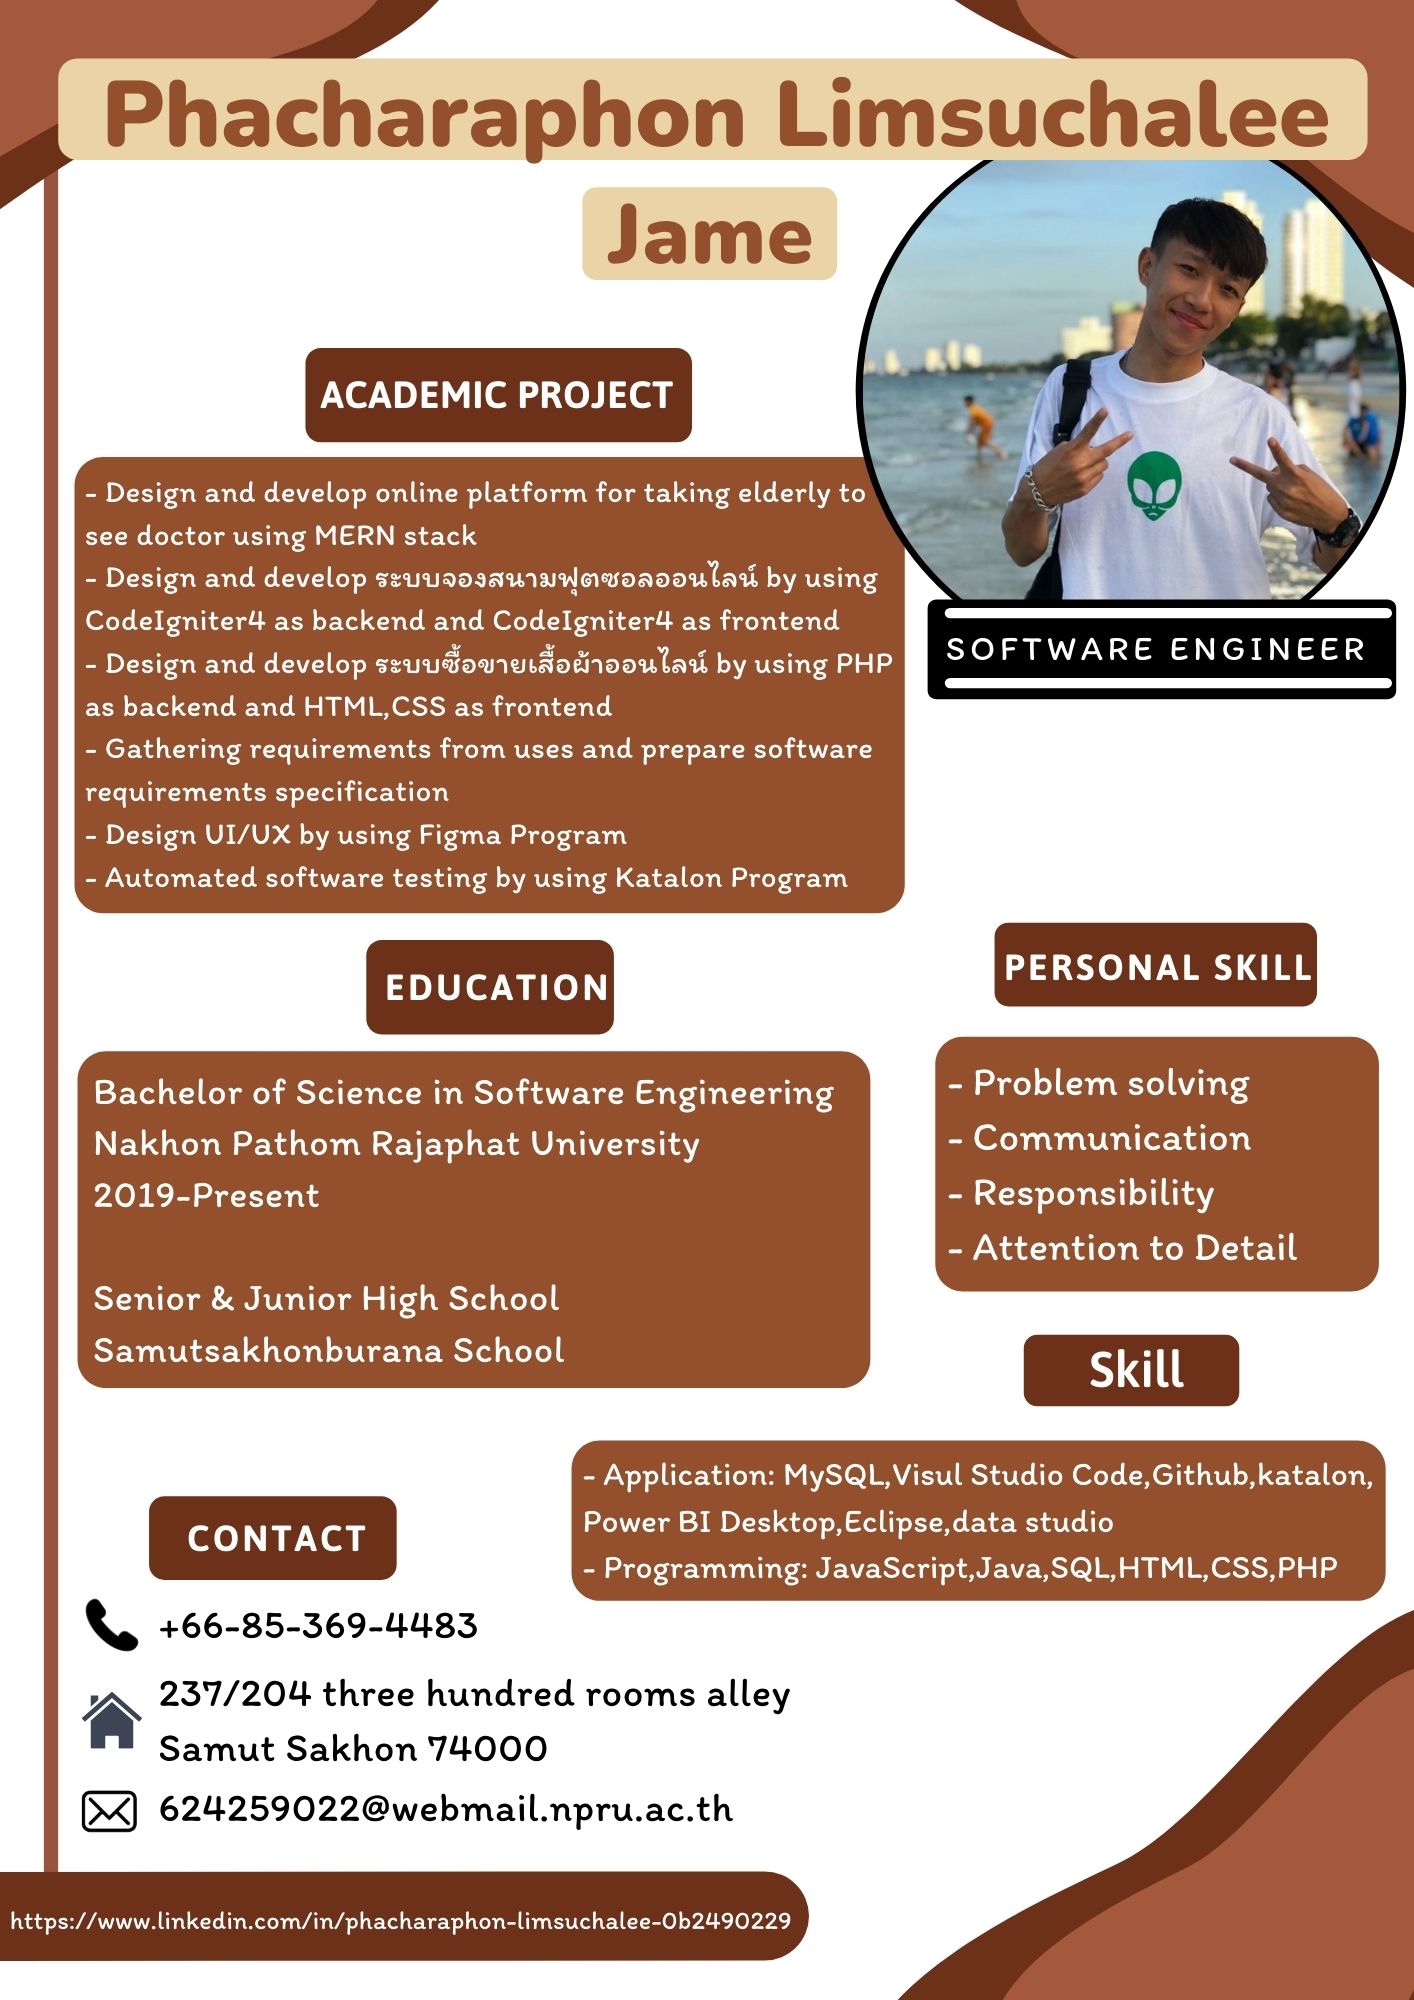 Phacharaphon Limsuchalee
Jame
ACADEMIC PROJECT
- Design and develop online platform for taking elderly to
see doctor using MERN stack
- Design and develop ระบบจองสนามฟุตซอลออนไลน์ by using
CodeIgniter4 as backend and CodeIgniter4 as frontend
- Design and develop ระบบซื้อขายเสื้อผ้าออนไลน์ by using PHP
as backend and HTML,CSS as frontend
- Gathering requirements from uses and prepare software
requirements specification
- Design UI/UX by using Figma Program
- Automated software testing by using Katalon Program
SOFTWARE ENGINEER
EDUCATION
Bachelor of Science in Software Engineering
Nakhon Pathom Rajaphat University
2019-Present
Senior & Junior High School
Samutsakhonburana School
PERSONAL SKILL
- Problem solving
- Communication
- Responsibility
- Attention to Detail
Skill
- Application: MySQL,Visul Studio Code,Github,katalon,
Power BI Desktop,Eclipse,data studio
- Programming: JavaScript,Java,SQL,HTML,CSS,PHP
CONTACT
+66-85-369-4483
237/204 three hundred rooms alley
Samut Sakhon 74000
624259022@webmail.npru.ac.th
https://www.linkedin.com/in/phacharaphon-limsuchalee-0b2490229